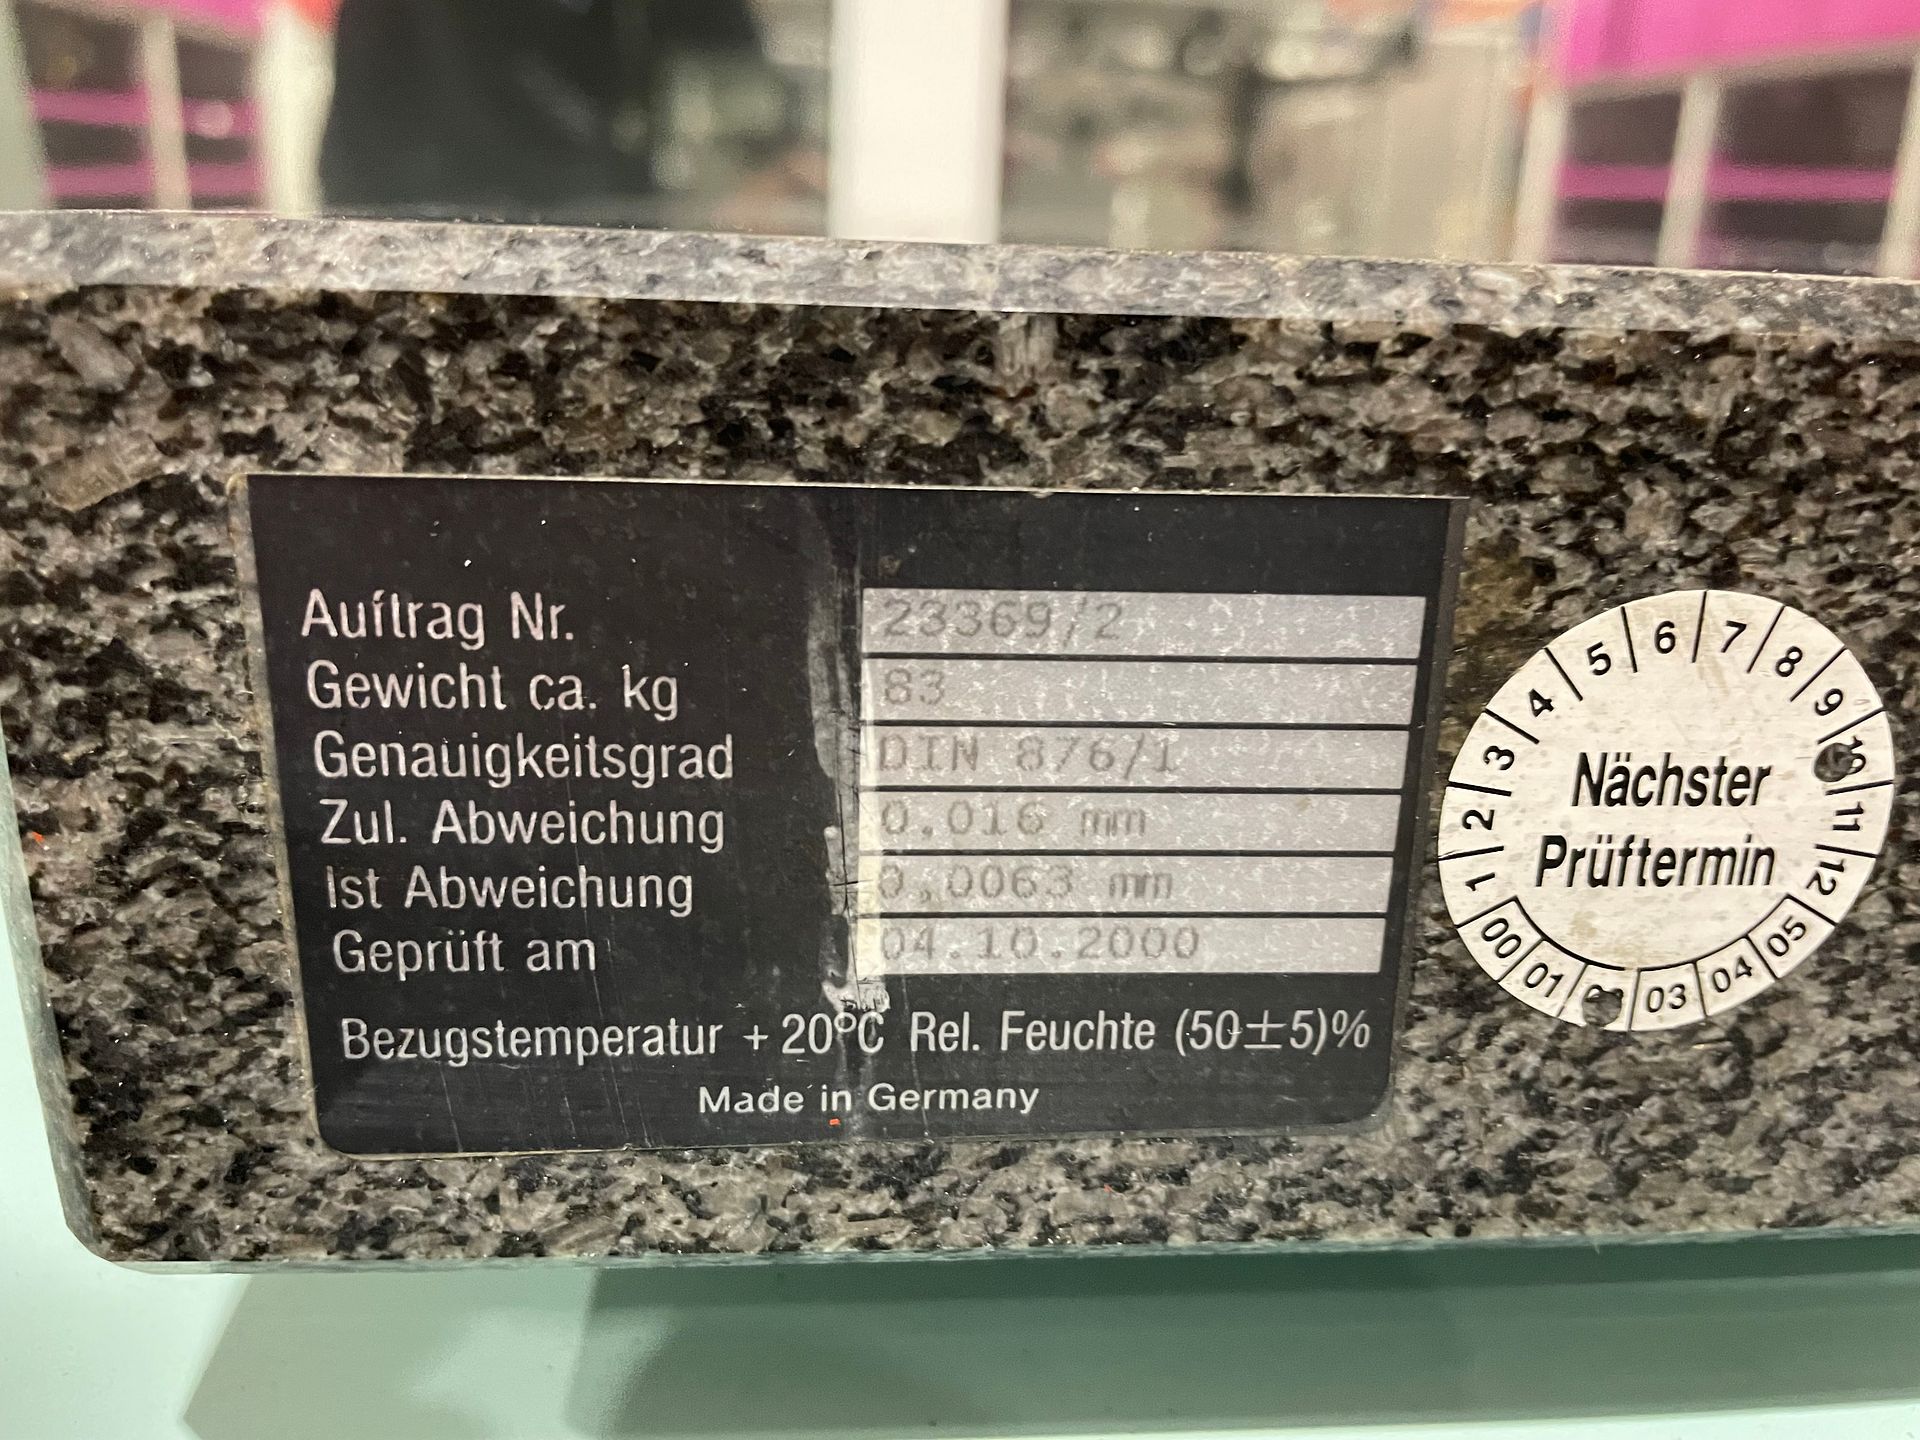 Auftrag Nr. 23369/2
Gewicht ca. kg 83
Genauigkeitsgrad DIN 876/1
Zul. Abweichung 0.016 mm
Ist Abweichung 0,0063 mm
Geprüft am 04.10.2000
Bezugstemperatur + 20°C Rel. Feuchte (50±5)%
Made in Germany
1 2 3 4 5 6 7 8 9 10 11 12
Nächster
Prüftermin
00 01 03 04 05